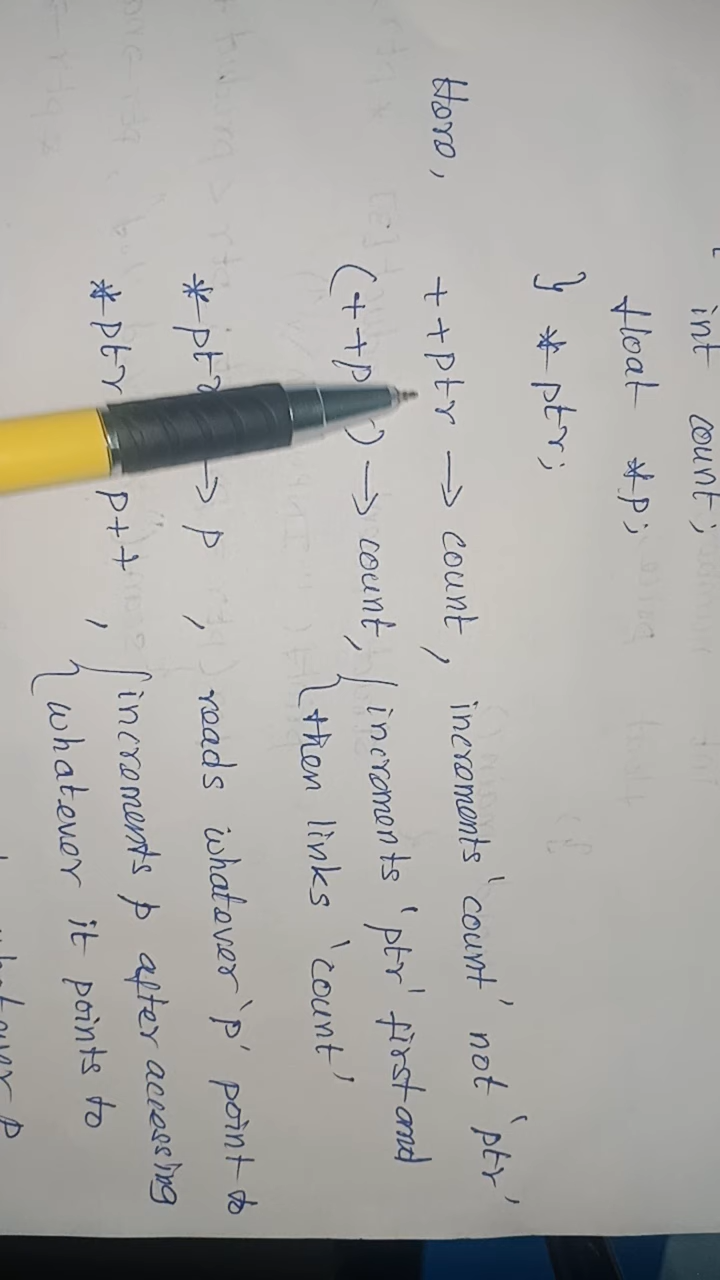 int count;
float *p;
} *ptr;
Here, ++ptr → count, increments 'count' not 'ptr'
(++p ) → count, { increments 'ptr' first and
then links 'count'
*ptr → p , reads whatever 'p' point to
*ptr p++ , { increments p after accessing
whatever it points to
whatever p